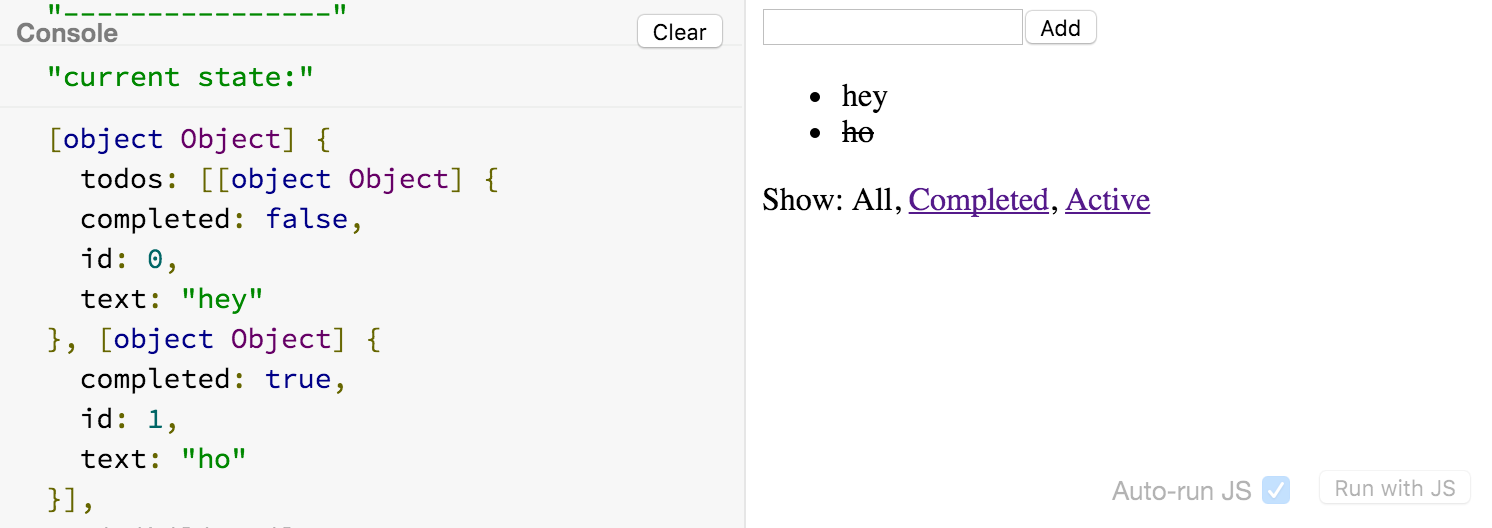 "________________"
Console
Clear
"current state:"
[object Object] {
todos: [[object Object] {
completed: false,
id: 0,
text: "hey"
}, [object Object] {
completed: true,
id: 1,
text: "ho"
}],
Add
hey
ho
Show: All, Completed, Active
Auto-run JS
Run with JS